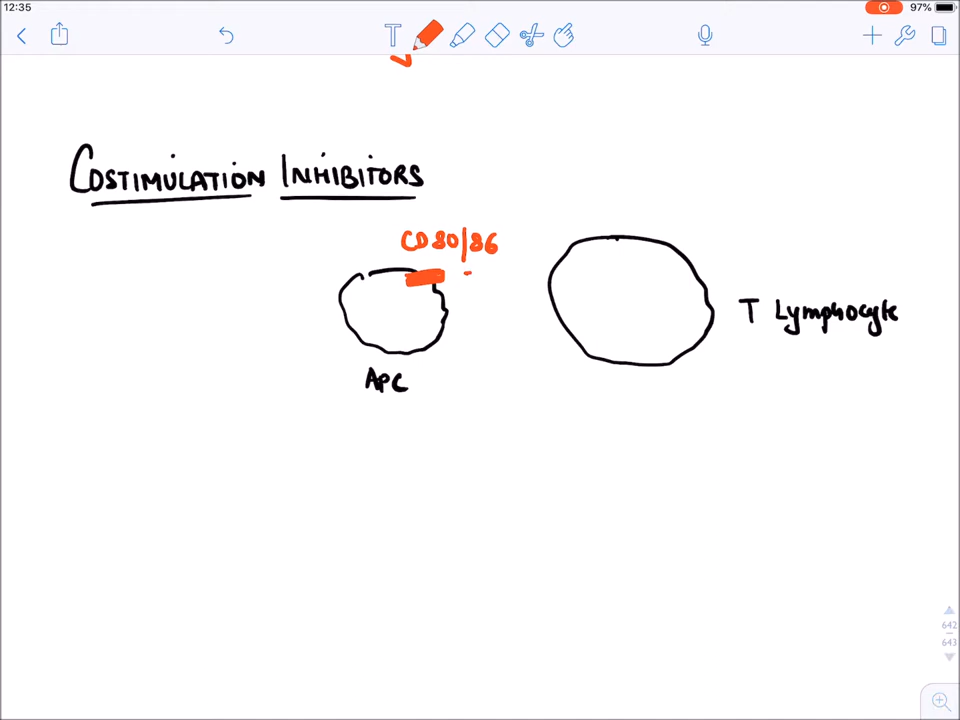 12:35
97%
T
COSTIMULATION INHIBITORS
CD80/86
T Lymphocyte
APC
642
643